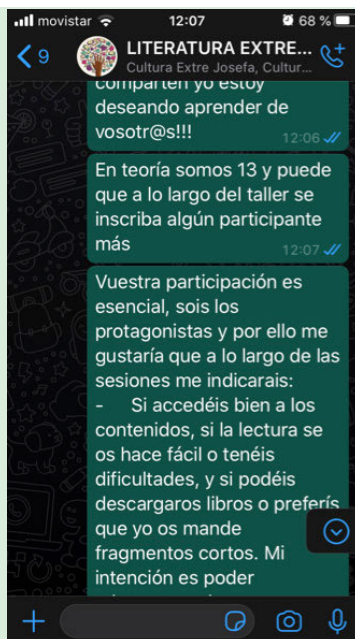 movistar 12:07 68 %
9 LITERATURA EXTRE...
Cultura Extre Josefa, Cultur...
comparten yo estoy
deseando aprender de
vosotr@s!!!
12:06
En teoría somos 13 y puede
que a lo largo del taller se
inscriba algún participante
más
12:07
Vuestra participación es
esencial, sois los
protagonistas y por ello me
gustaría que a lo largo de las
sesiones me indicarais:
- Si accedéis bien a los
contenidos, si la lectura se
os hace fácil o tenéis
dificultades, y si podéis
descargaros libros o preferís
que yo os mande
fragmentos cortos. Mi
intención es poder